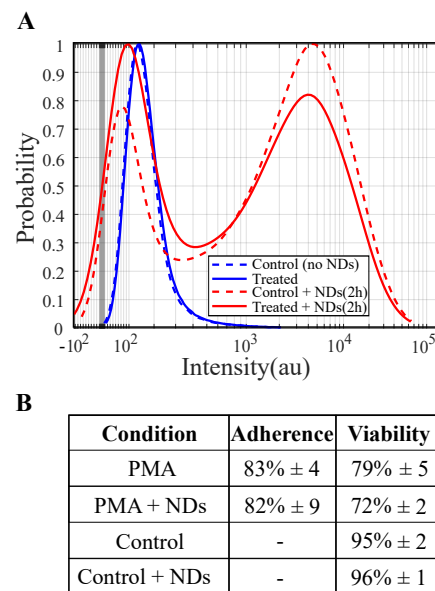 A
1
0.9
0.8
0.7
0.6
0.5
0.4
0.3
0.2
0.1
0
Probability
Control (no NDs)
Treated
Control + NDs(2h)
Treated + NDs(2h)
-10² 10² 10³ 10⁴ 10⁵
Intensity(au)
B
Condition Adherence Viability
PMA 83% ± 4 79% ± 5
PMA + NDs 82% ± 9 72% ± 2
Control - 95% ± 2
Control + NDs - 96% ± 1